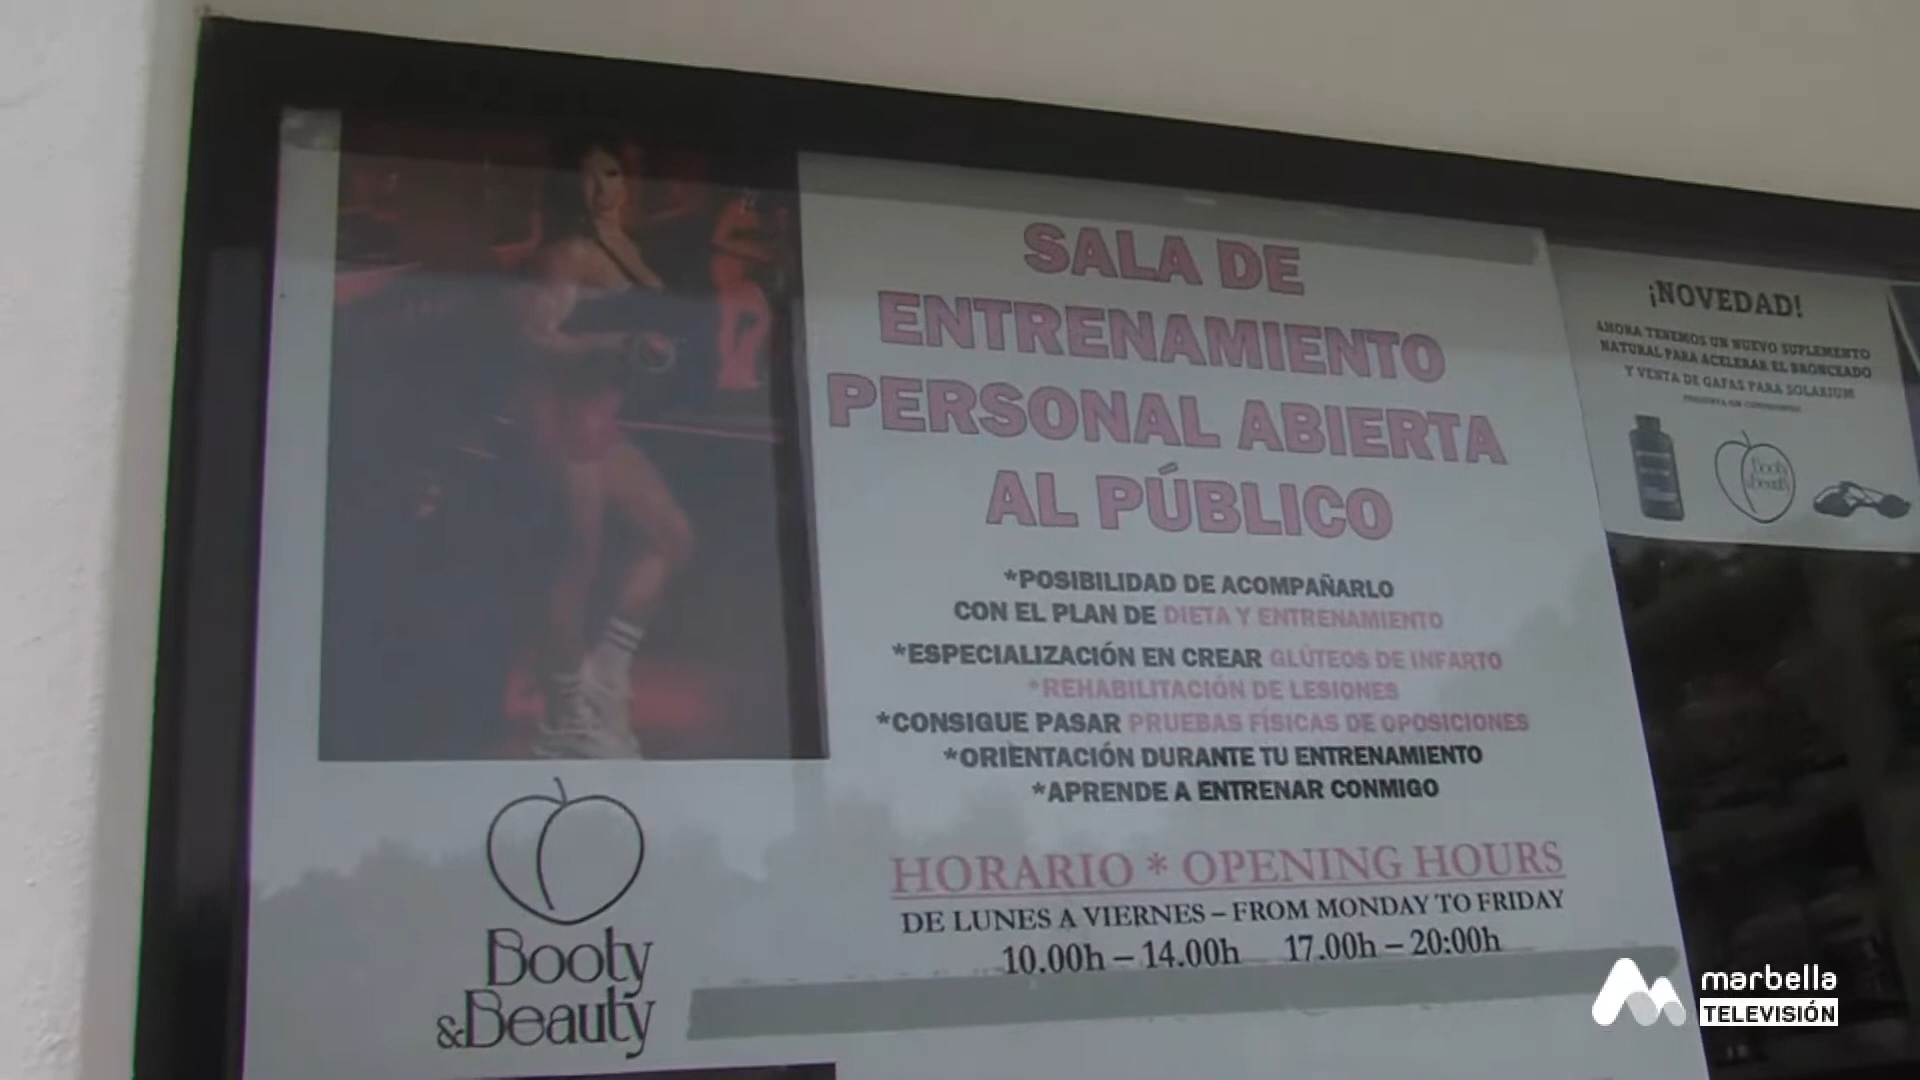 SALA DE
ENTRENAMIENTO
PERSONAL ABIERTA
AL PÚBLICO
*POSIBILIDAD DE ACOMPAÑARLO
CON EL PLAN DE DIETA Y ENTRENAMIENTO
*ESPECIALIZACIÓN EN CREAR GLÚTEOS DE INFARTO
*REHABILITACIÓN DE LESIONES
*CONSIGUE PASAR PRUEBAS FÍSICAS DE OPOSICIONES
*ORIENTACIÓN DURANTE TU ENTRENAMIENTO
*APRENDE A ENTRENAR CONMIGO
HORARIO * OPENING HOURS
DE LUNES A VIERNES – FROM MONDAY TO FRIDAY
10.00h – 14.00h 17.00h – 20:00h
Booty
&Beauty
¡NOVEDAD!
AHORA TENEMOS UN NUEVO SUPLEMENTO
NATURAL PARA ACELERAR EL BRONCEADO
Y VENTA DE GAFAS PARA SOLARIUM
Booty
&Beauty
marbella
TELEVISIÓN